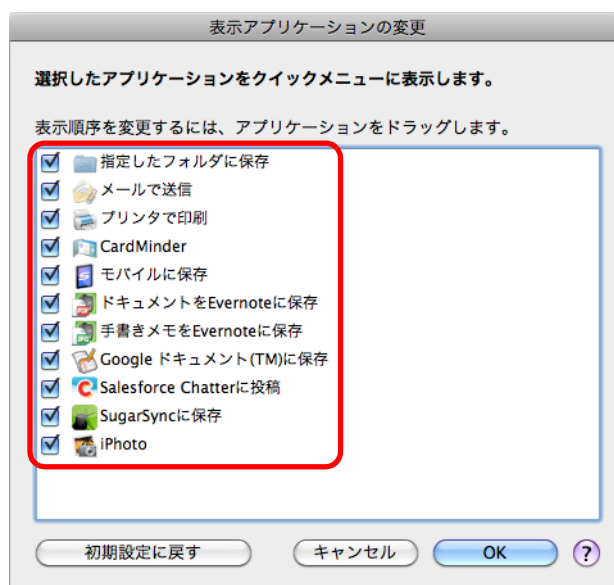 表示アプリケーションの変更
選択したアプリケーションをクイックメニューに表示します。
表示順序を変更するには、アプリケーションをドラッグします。
指定したフォルダに保存
メールで送信
プリンタで印刷
CardMinder
モバイルに保存
ドキュメントをEvernoteに保存
手書きメモをEvernoteに保存
Google ドキュメント(TM)に保存
Salesforce Chatterに投稿
SugarSyncに保存
iPhoto
初期設定に戻す キャンセル OK ?